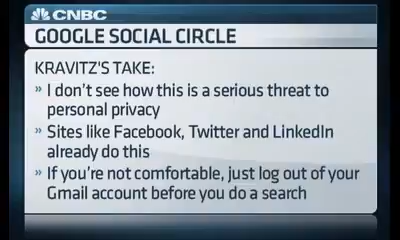 CNBC
GOOGLE SOCIAL CIRCLE
KRAVITZ'S TAKE:
» I don't see how this is a serious threat to
personal privacy
» Sites like Facebook, Twitter and LinkedIn
already do this
» If you're not comfortable, just log out of your
Gmail account before you do a search